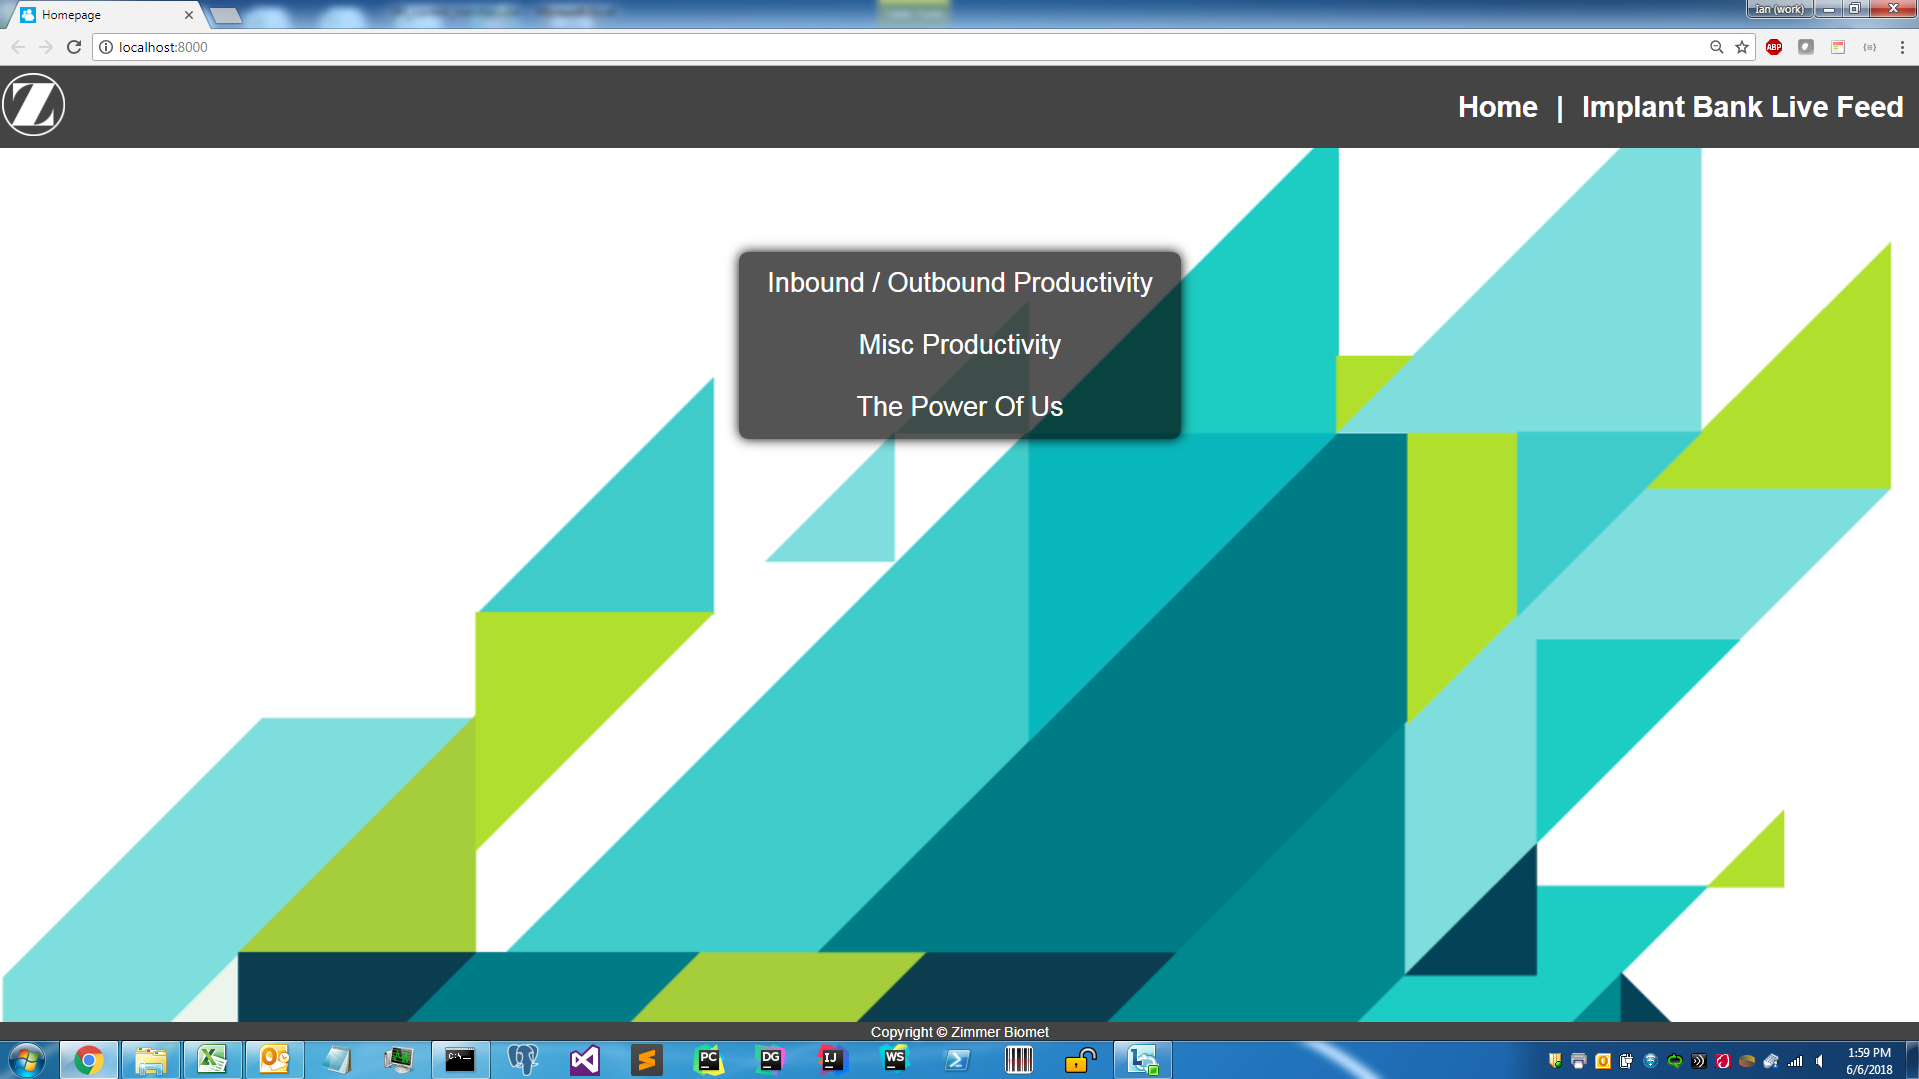 Homepage
Ian (work)
localhost:8000
ABP
Z
Home | Implant Bank Live Feed
Inbound / Outbound Productivity
Misc Productivity
The Power Of Us
Copyright © Zimmer Biomet
C:\
PC
DG
IJ
WS
1:59 PM
6/6/2018